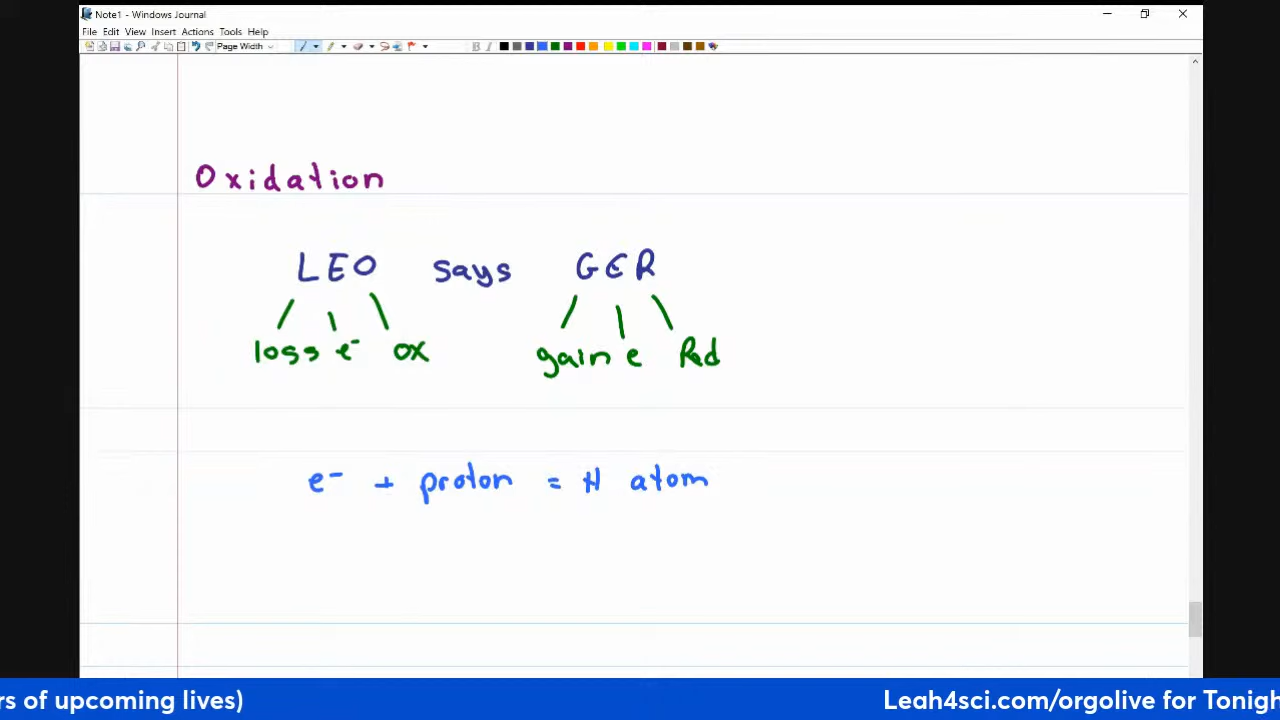 Note1 - Windows Journal
File Edit View Insert Actions Tools Help
Page Width
B I
Oxidation
LEO says GER
loss e⁻ ox gain e Red
e⁻ + proton = H atom
rs of upcoming lives) Leah4sci.com/orgolive for Tonigh